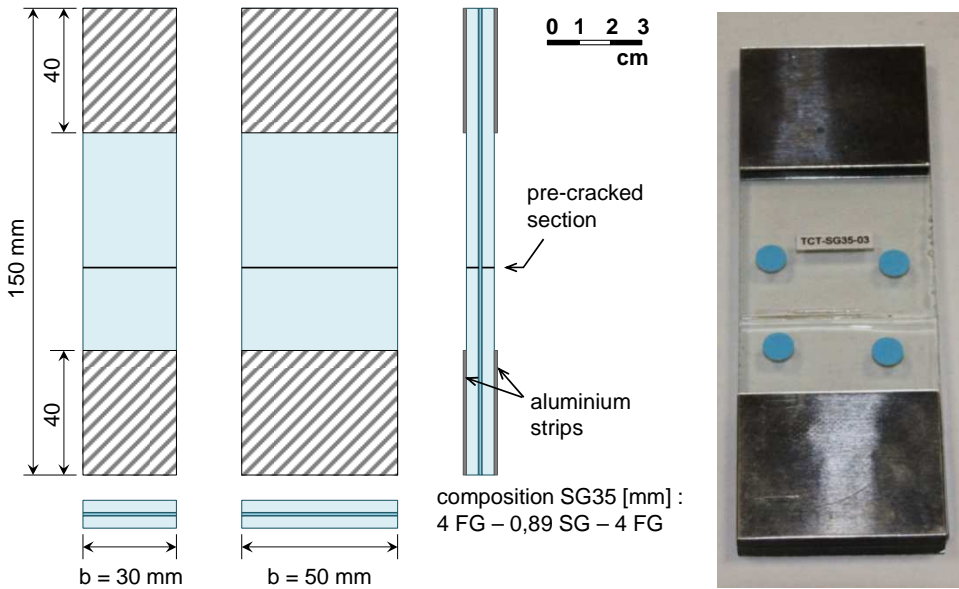 40
150 mm
40
b = 30 mm
b = 50 mm
0 1 2 3
cm
pre-cracked
section
aluminium
strips
composition SG35 [mm] :
4 FG – 0,89 SG – 4 FG
TCT-SG35-03